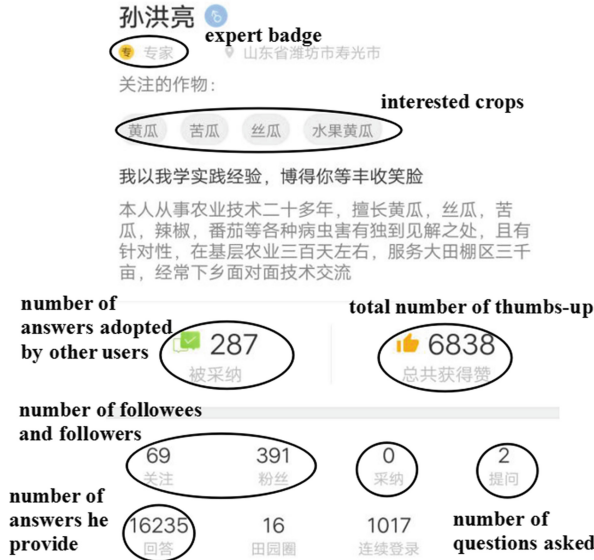 孙洪亮
expert badge
专 专家 山东省潍坊市寿光市
关注的作物：
interested crops
黄瓜 苦瓜 丝瓜 水果黄瓜
我以我学实践经验，博得你等丰收笑脸
本人从事农业技术二十多年，擅长黄瓜，丝瓜，苦
瓜，辣椒，番茄等各种病虫害有独到见解之处，且有
针对性，在基层农业三百天左右，服务大田棚区三千
亩，经常下乡面对面技术交流
number of
answers adopted
by other users
total number of thumbs-up
287 6838
被采纳 总共获得赞
number of followees
and followers
69 391 0 2
关注 粉丝 采纳 提问
number of
answers he
provide
16235 16 1017
回答 田园圈 连续登录
number of
questions asked